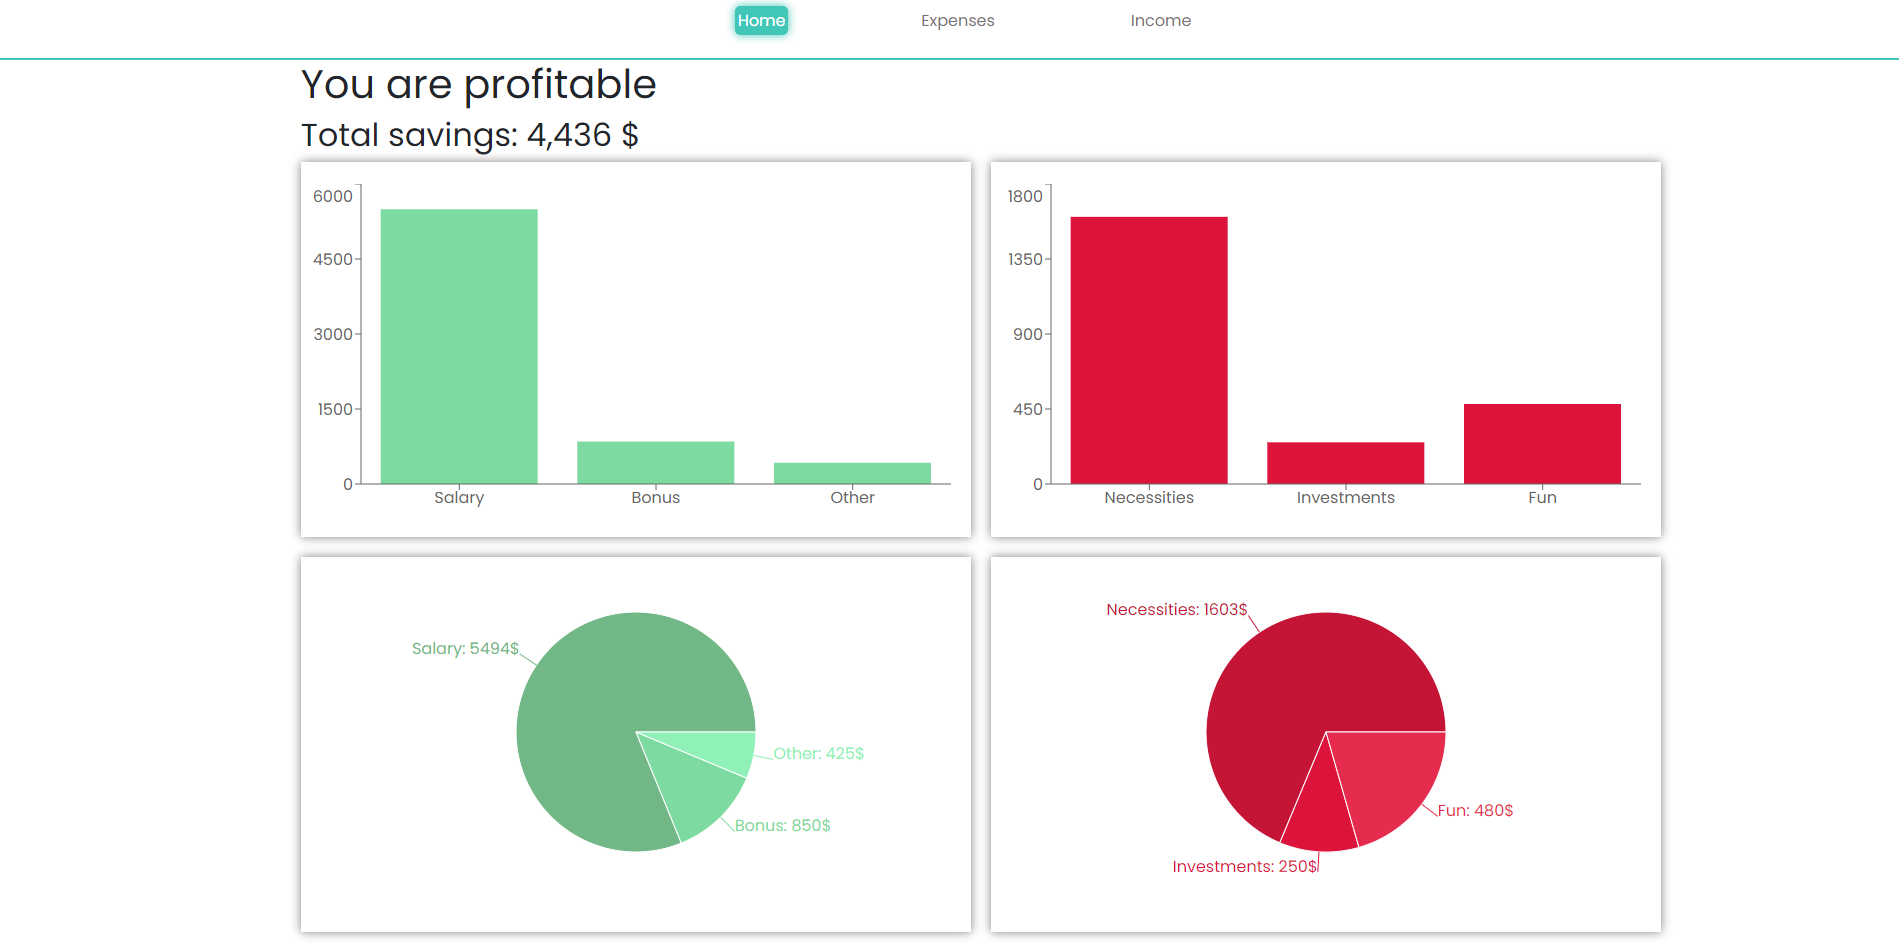 Home Expenses Income
You are profitable
Total savings: 4,436 $
6000
4500
3000
1500
0
Salary Bonus Other
1800
1350
900
450
0
Necessities Investments Fun
Salary: 5494$
Other: 425$
Bonus: 850$
Necessities: 1603$
Fun: 480$
Investments: 250$